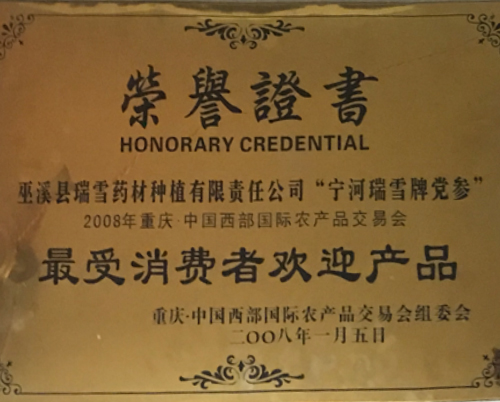 榮譽證書
HONORARY CREDENTIAL
巫溪县瑞雪药材种植有限责任公司“宁河瑞雪牌党参”
2008年重庆·中国西部国际农产品交易会
最受消费者欢迎产品
重庆·中国西部国际农产品交易会组委会
二〇〇八年一月五日